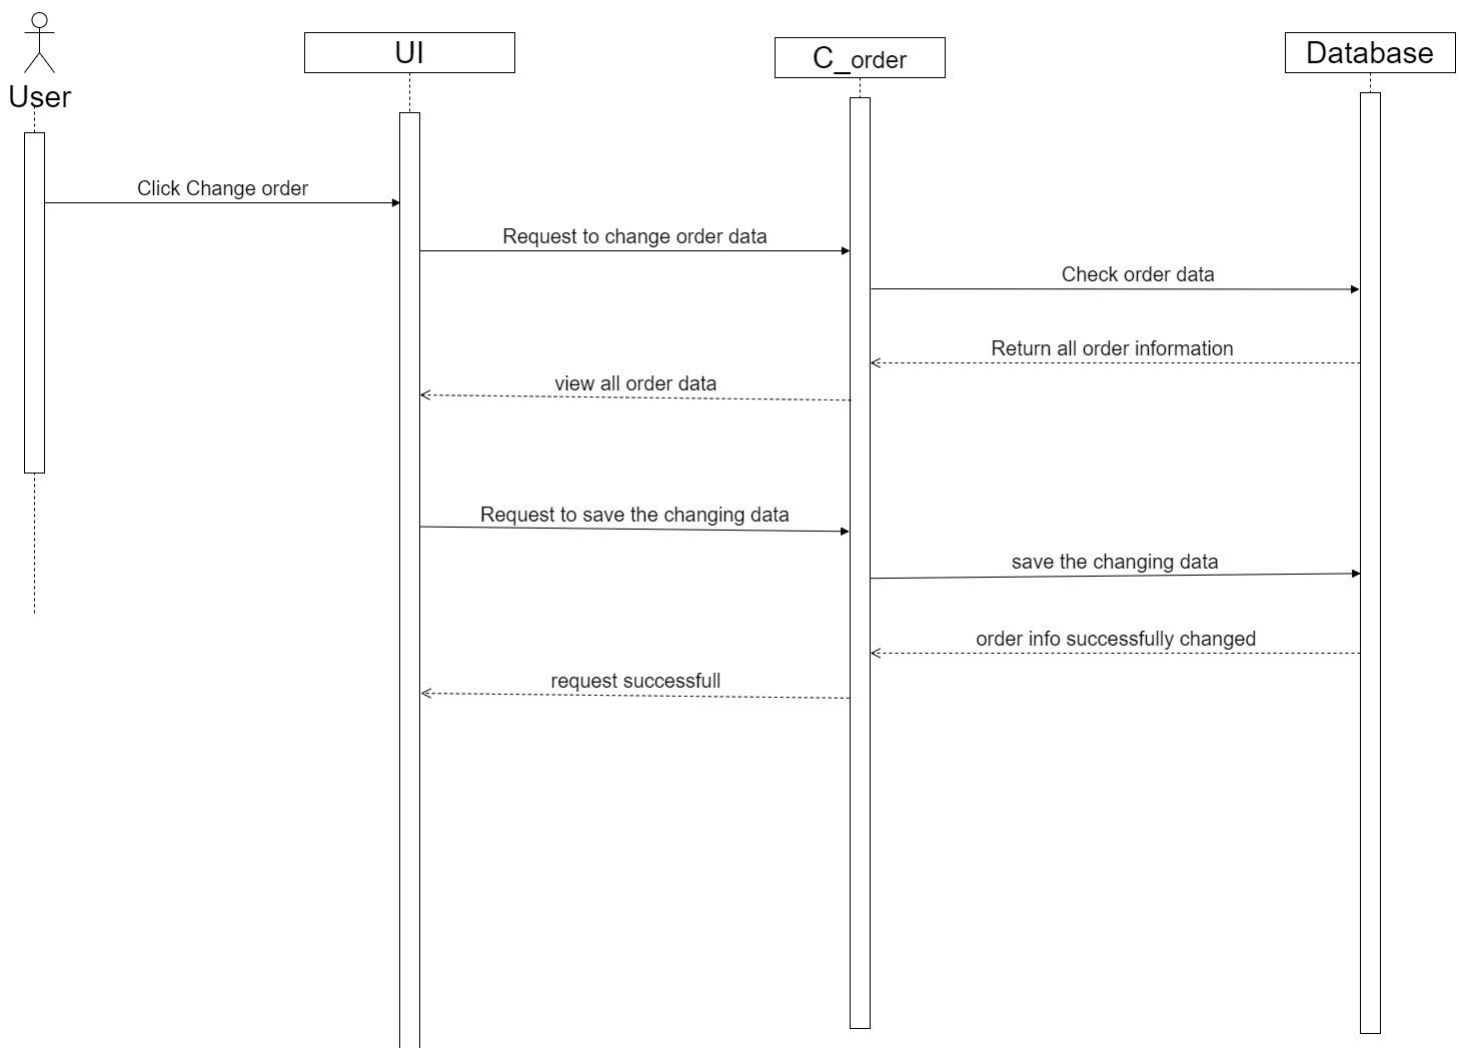 User
UI
C_order
Database
Click Change order
Request to change order data
Check order data
Return all order information
view all order data
Request to save the changing data
save the changing data
order info successfully changed
request successfull